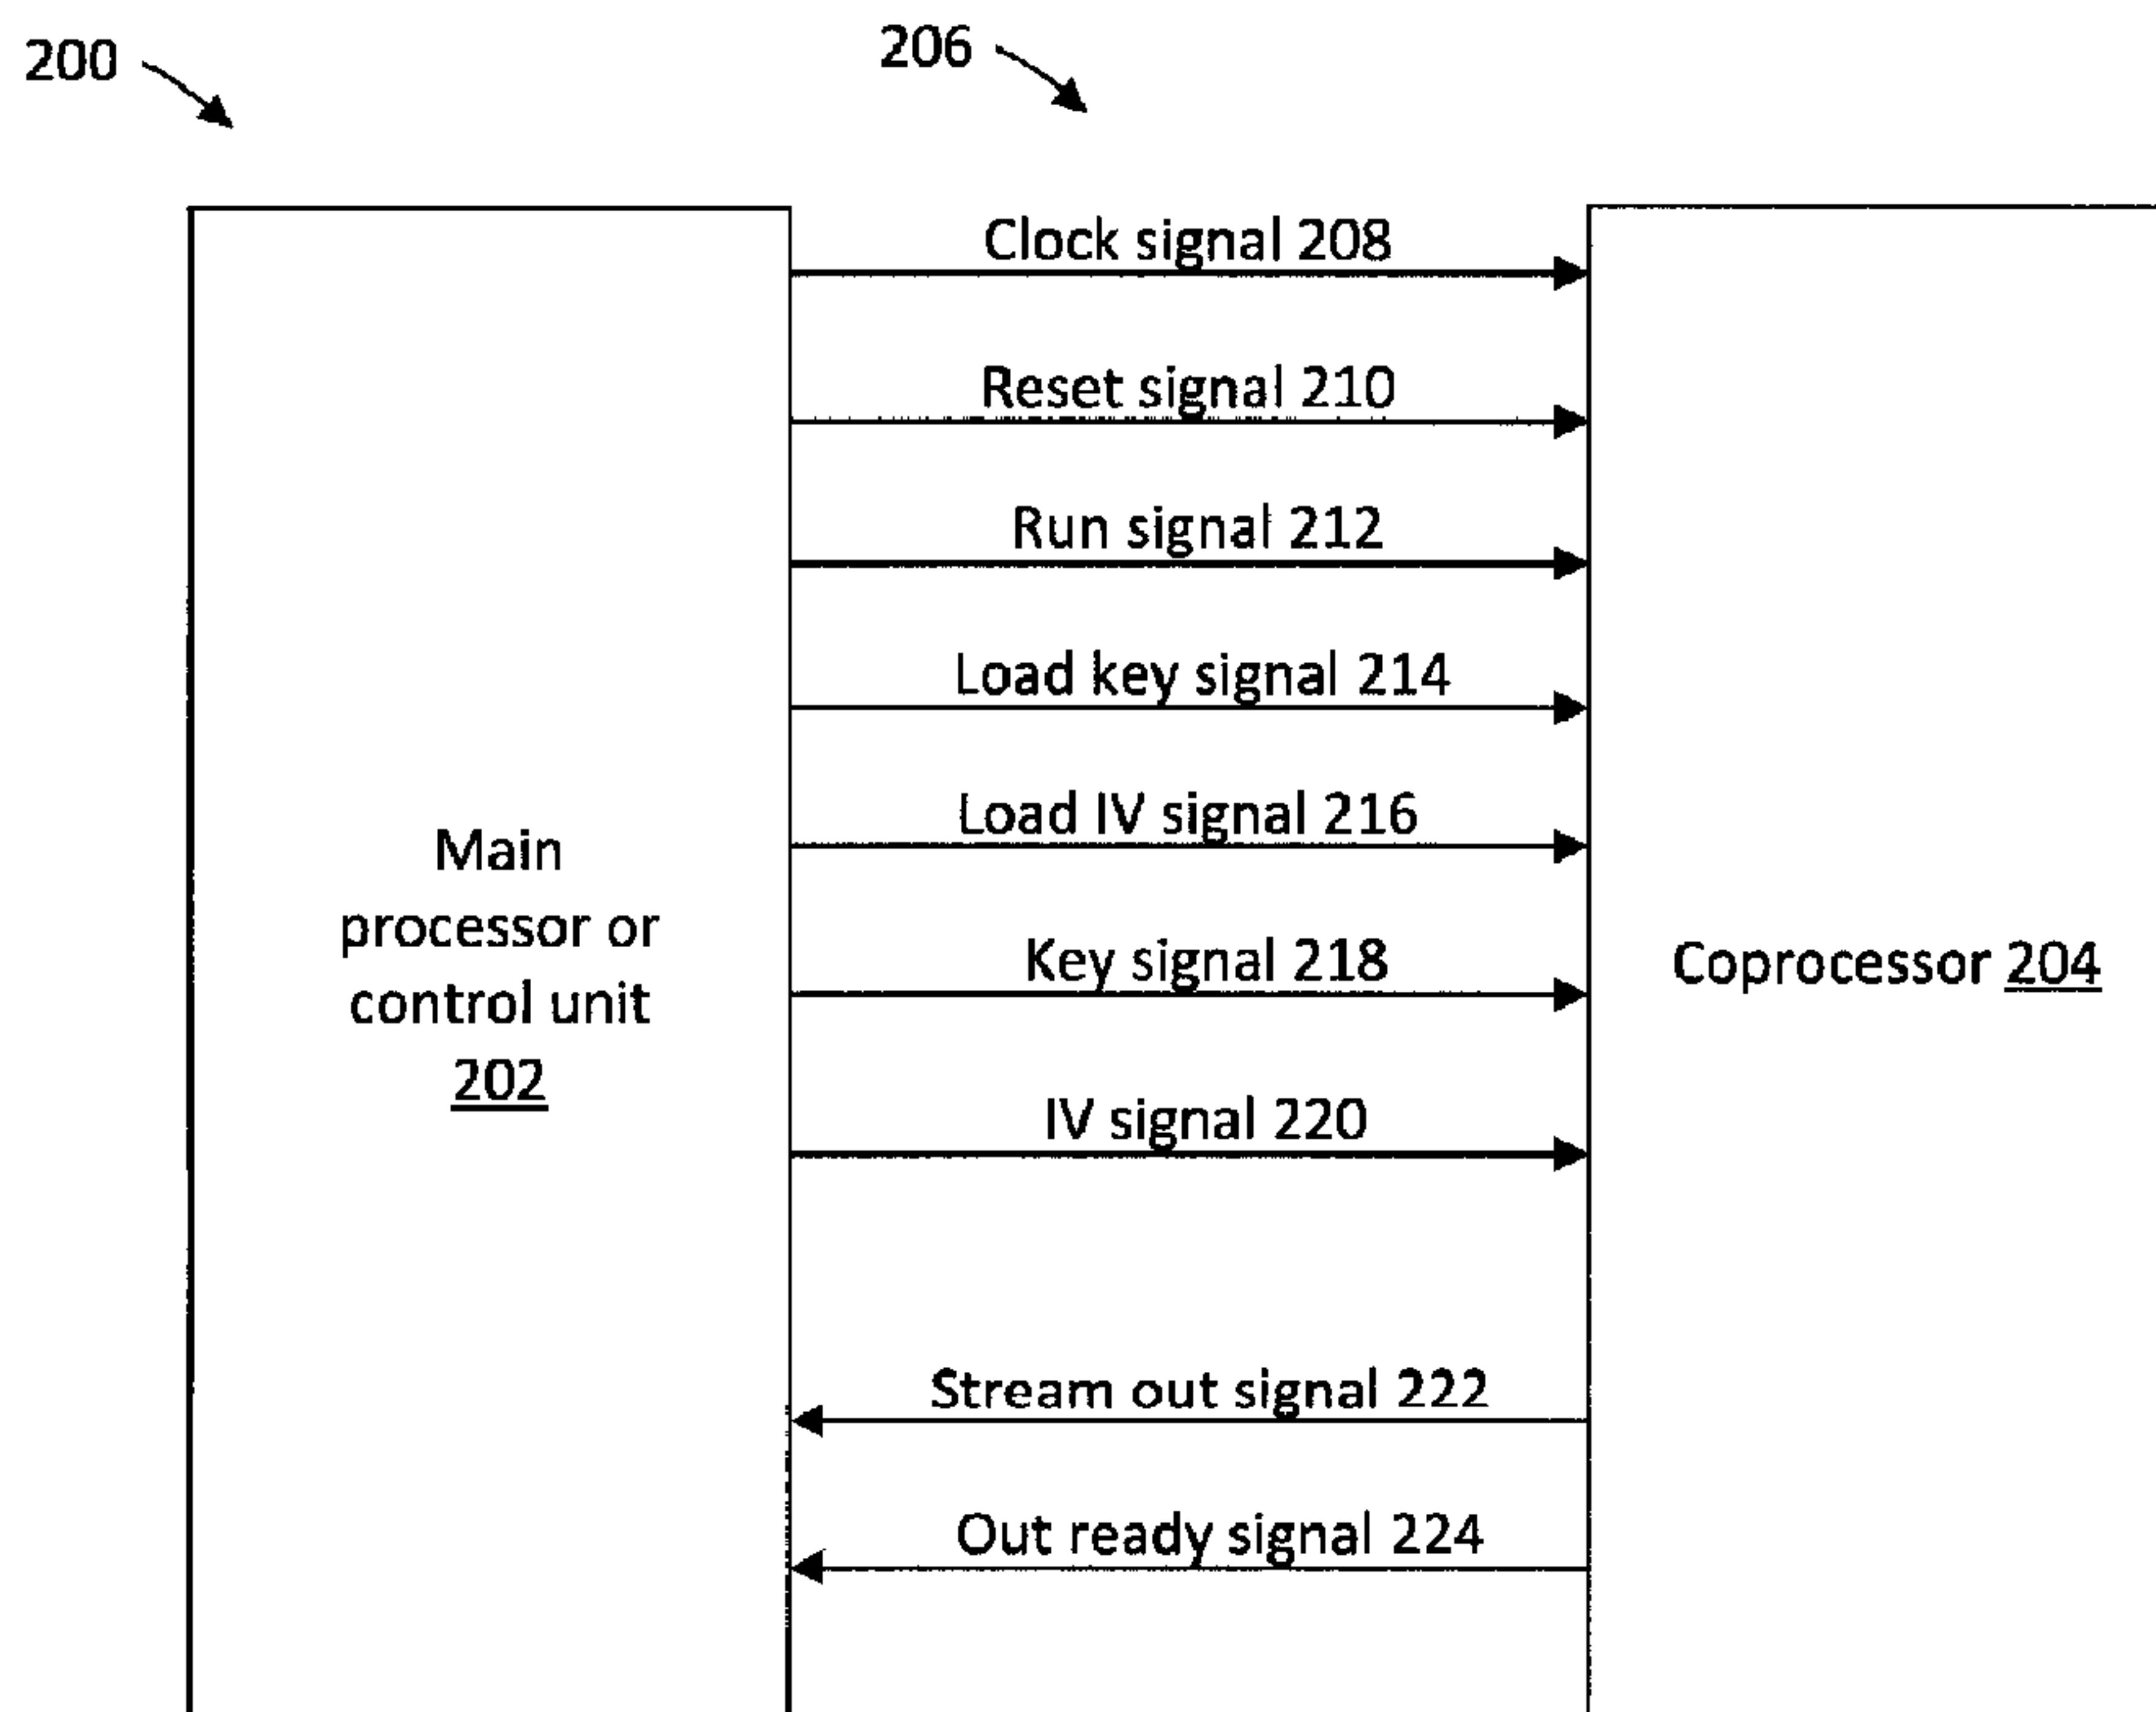 200
206
Clock signal 208
Reset signal 210
Run signal 212
Load key signal 214
Load IV signal 216
Main
processor or
control unit
202
Key signal 218
Coprocessor 204
IV signal 220
Stream out signal 222
Out ready signal 224